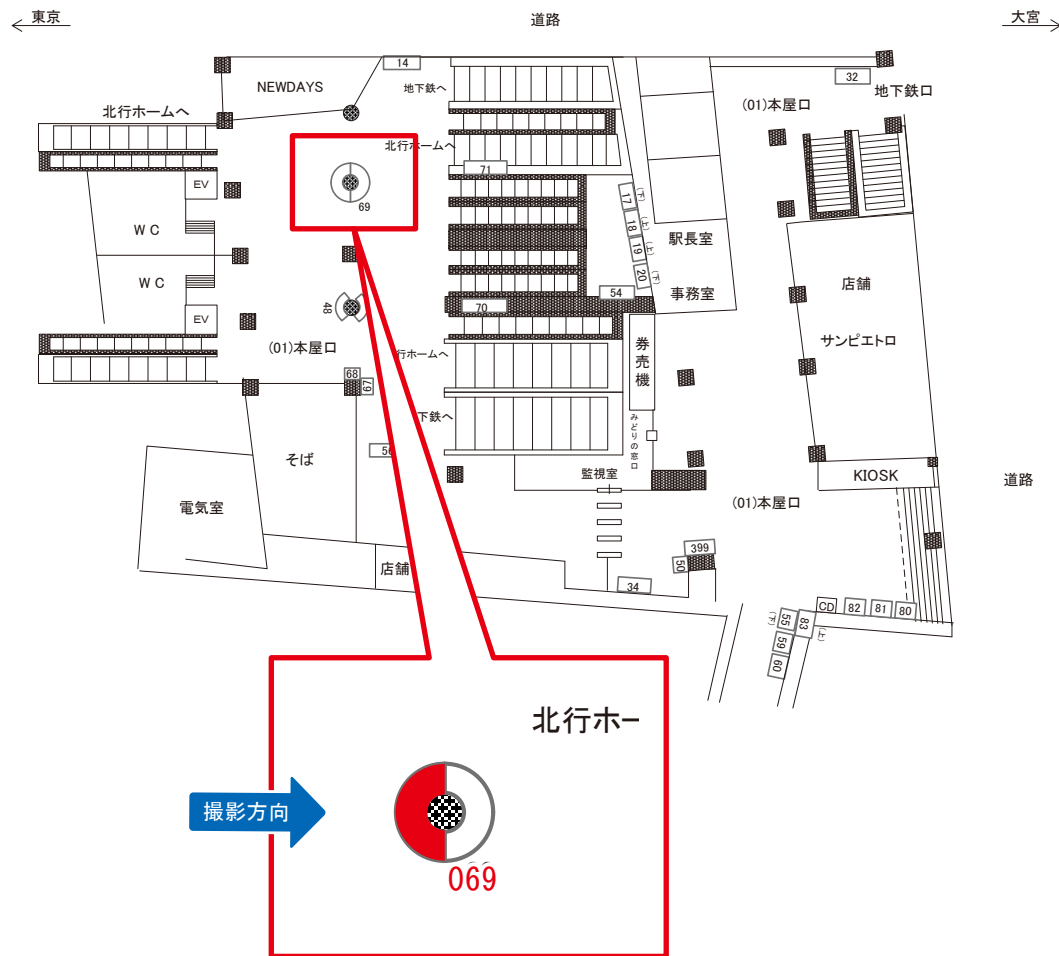 東京
道路
大宮
NEWDAYS
14
地下鉄へ
32
地下鉄口
(01)本屋口
北行ホームへ
北行ホームへ
71
EV
69
17
(下)
18
(上)
19
(上)
20
(下)
WC
駅長室
WC
54
事務室
店舗
EV
48
70
(01)本屋口
行ホームへ
券売機
サンピエトロ
68
67
下鉄へ
みどりの窓口
56
そば
監視室
KIOSK
道路
電気室
(01)本屋口
399
50
店舗
34
CD
82
81
80
55
(下)
83
(上)
59
60
北行ホー
撮影方向
069